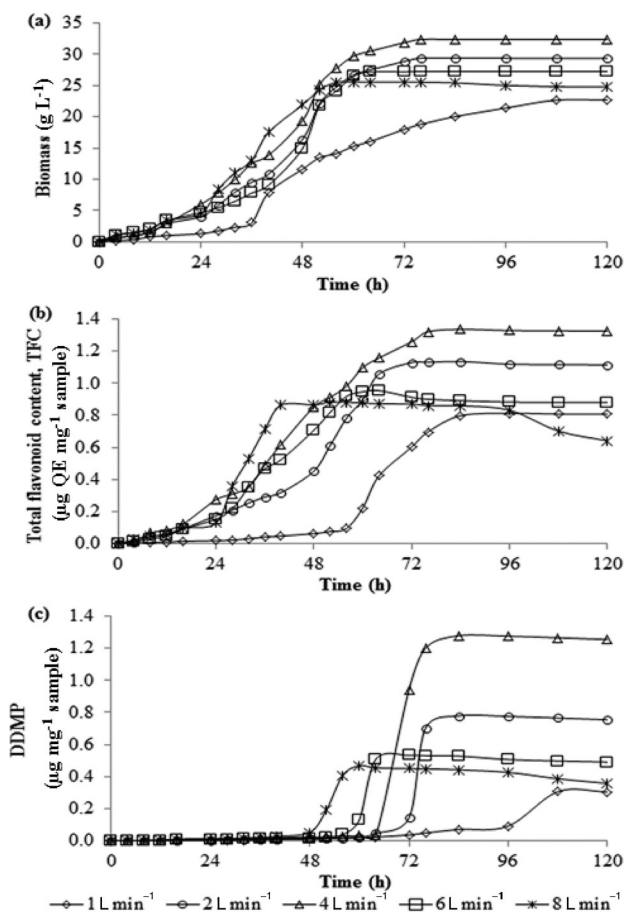 (a)
35
30
25
20
15
10
5
0
Biomass (g L⁻¹)
0 24 48 72 96 120
Time (h)
(b)
1.4
1.2
1.0
0.8
0.6
0.4
0.2
0.0
Total flavonoid content, TFC
(µg QE mg⁻¹ sample)
0 24 48 72 96 120
Time (h)
(c)
1.4
1.2
1.0
0.8
0.6
0.4
0.2
0.0
DDMP
(µg mg⁻¹ sample)
0 24 48 72 96 120
Time (h)
1 L min⁻¹ 2 L min⁻¹ 4 L min⁻¹ 6 L min⁻¹ 8 L min⁻¹